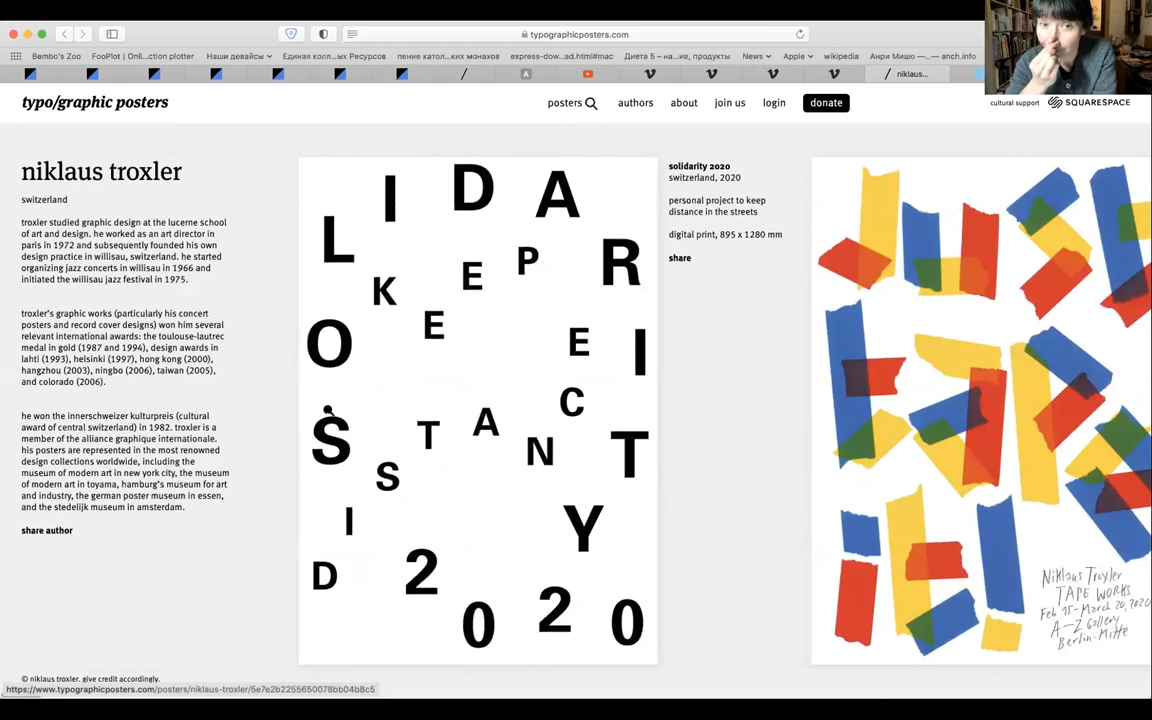 typographicposters.com
Bembo's Zoo
FooPlot | Onli...ction plotter
Наши девайсы
Единая колл...ых Ресурсов
пение катол...ких монахов
express-dow...ad.html#mac
Диета 5 – на...ие, продукты
News
Apple
wikipedia
Анри Мишо —...— anch.info
niklaus...
typo/graphic posters
posters
authors
about
join us
login
donate
cultural support
SQUARESPACE
niklaus troxler
switzerland
troxler studied graphic design at the lucerne school
of art and design. he worked as an art director in
paris in 1972 and subsequently founded his own
design practice in willisau, switzerland. he started
organizing jazz concerts in willisau in 1966 and
initiated the willisau jazz festival in 1975.
troxler's graphic works (particularly his concert
posters and record cover designs) won him several
relevant international awards: the toulouse-lautrec
medal in gold (1987 and 1994), design awards in
lahti (1993), helsinki (1997), hong kong (2000),
hangzhou (2003), ningbo (2006), taiwan (2005),
and colorado (2006).
he won the innerschweizer kulturpreis (cultural
award of central switzerland) in 1982. troxler is a
member of the alliance graphique internationale.
his posters are represented in the most renowned
design collections worldwide, including the
museum of modern art in new york city, the museum
of modern art in toyama, hamburg's museum for art
and industry, the german poster museum in essen,
and the stedelijk museum in amsterdam.
share author
© niklaus troxler. give credit accordingly.
SOLIDARITY
KEEP
DISTANCE
2020
solidarity 2020
switzerland, 2020
personal project to keep
distance in the streets
digital print, 895 x 1280 mm
share
Niklaus Troxler
TAPE WORKS
Feb 15-March 20, 2020
A-Z Gallery
Berlin-Mitte
https://www.typographicposters.com/posters/niklaus-troxler/5e7e2b2255650078bb04b8c5